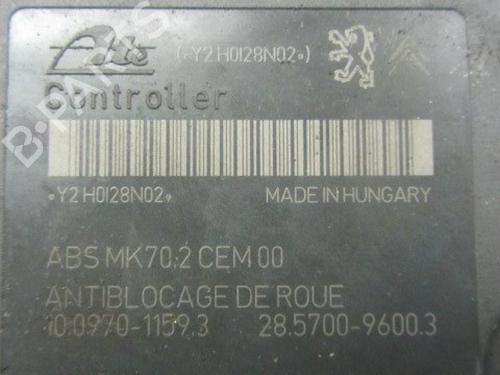 Ate (•Y2 H0128N02•)
Controller
B-PARTS
•Y2 H0128N02• MADE IN HUNGARY
ABS MK70.2 CEM 00
ANTIBLOCAGE DE ROUE
10.0970-1159.3 28.5700-9600.3